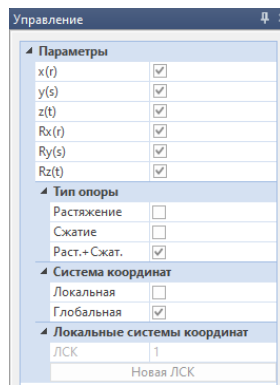 Управление
Параметры
x(r)
y(s)
z(t)
Rx(r)
Ry(s)
Rz(t)
Тип опоры
Растяжение
Сжатие
Раст.+Сжат.
Система координат
Локальная
Глобальная
Локальные системы координат
ЛСК 1
Новая ЛСК